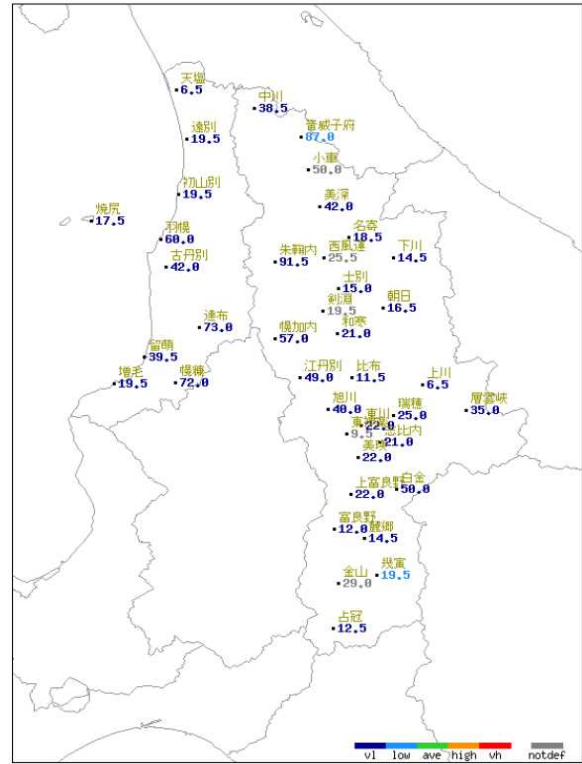 天塩
6.5
中川
38.5
音威子府
87.0
遠別
19.5
小車
50.0
初山別
19.5
美深
42.0
焼尻
17.5
羽幌
60.0
名寄
18.5
古丹別
42.0
朱鞠内
91.5
西風連
25.5
下川
14.5
士別
15.0
朝日
16.5
剣淵
19.5
達布
73.0
幌加内
57.0
和寒
21.0
留萌
39.5
増毛
19.5
幌糠
72.0
江丹別
49.0
比布
11.5
上川
6.5
旭川
40.0
瑞穂
25.0
層雲峡
35.0
東川
22.0
9.5
志比内
21.0
美瑛
22.0
上富良野
22.0
白金
50.0
富良野
12.0
麓郷
14.5
金山
29.0
幾寅
19.5
占冠
12.5
vl low ave high vh notdef